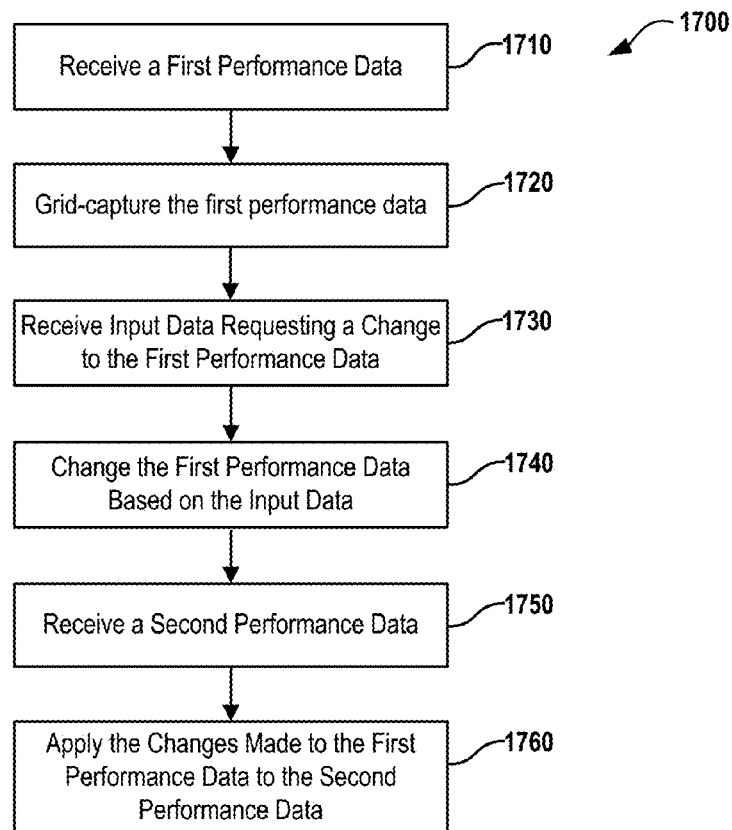 1700
Receive a First Performance Data
1710
Grid-capture the first performance data
1720
Receive Input Data Requesting a Change
to the First Performance Data
1730
Change the First Performance Data
Based on the Input Data
1740
Receive a Second Performance Data
1750
Apply the Changes Made to the First
Performance Data to the Second
Performance Data
1760